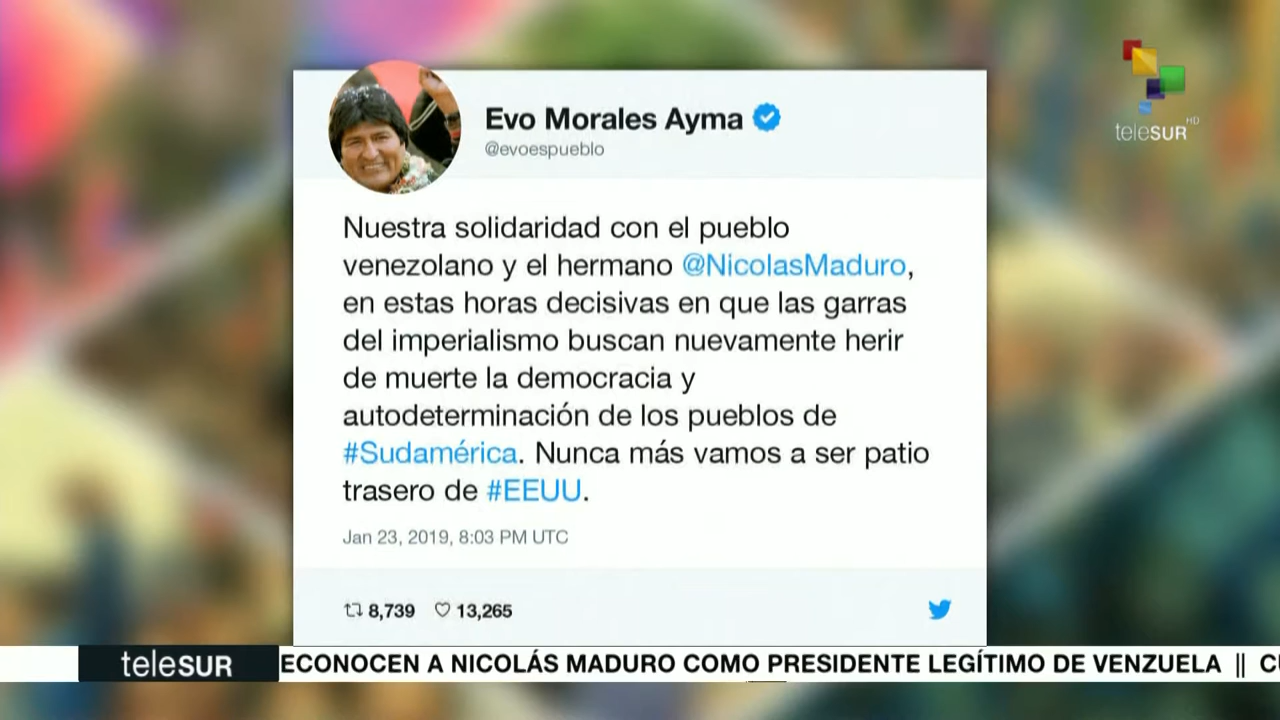 teleSUR HD
Evo Morales Ayma
@evoespueblo
Nuestra solidaridad con el pueblo
venezolano y el hermano @NicolasMaduro,
en estas horas decisivas en que las garras
del imperialismo buscan nuevamente herir
de muerte la democracia y
autodeterminación de los pueblos de
#Sudamérica. Nunca más vamos a ser patio
trasero de #EEUU.
Jan 23, 2019, 8:03 PM UTC
8,739 13,265
teleSUR ECONOCEN A NICOLÁS MADURO COMO PRESIDENTE LEGÍTIMO DE VENZUELA || C